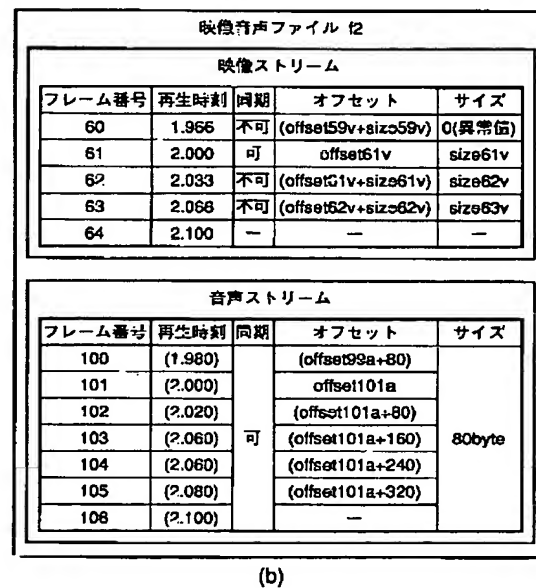 映像音声ファイル f2
映像ストリーム
フレーム番号 再生時刻 同期 オフセット サイズ
60 1.966 不可 (offset59v+size59v) 0(異常値)
61 2.000 可 offset61v size61v
62 2.033 不可 (offset61v+size61v) size62v
63 2.066 不可 (offset62v+size62v) size63v
64 2.100 — — —
音声ストリーム
フレーム番号 再生時刻 同期 オフセット サイズ
100 (1.980) (offset99a+80)
101 (2.000) offset101a
102 (2.020) (offset101a+80)
103 (2.060) 可 (offset101a+160) 80byte
104 (2.060) (offset101a+240)
105 (2.080) (offset101a+320)
106 (2.100) —
(b)